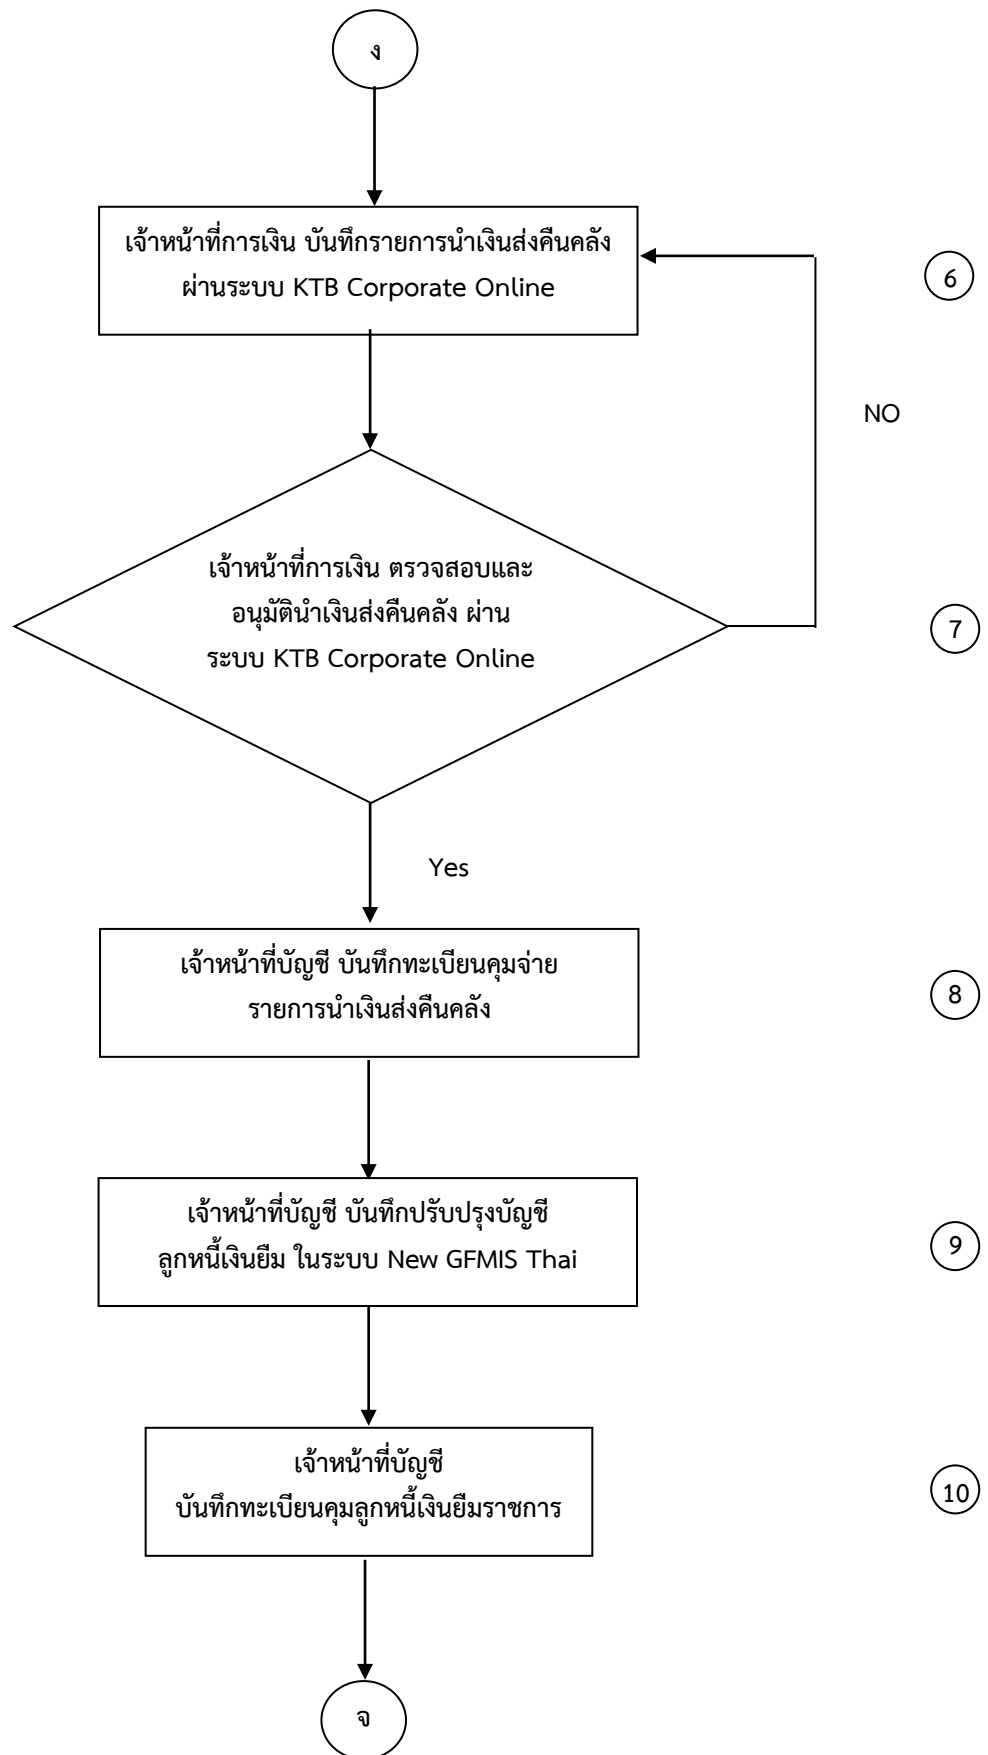 ง
เจ้าหน้าที่การเงิน บันทึกรายการนำเงินส่งคืนคลัง
ผ่านระบบ KTB Corporate Online
6
NO
เจ้าหน้าที่การเงิน ตรวจสอบและ
อนุมัตินำเงินส่งคืนคลัง ผ่าน
ระบบ KTB Corporate Online
7
Yes
เจ้าหน้าที่บัญชี บันทึกทะเบียนคุมจ่าย
รายการนำเงินส่งคืนคลัง
8
เจ้าหน้าที่บัญชี บันทึกปรับปรุงบัญชี
ลูกหนี้เงินยืม ในระบบ New GFMIS Thai
9
เจ้าหน้าที่บัญชี
บันทึกทะเบียนคุมลูกหนี้เงินยืมราชการ
10
จ